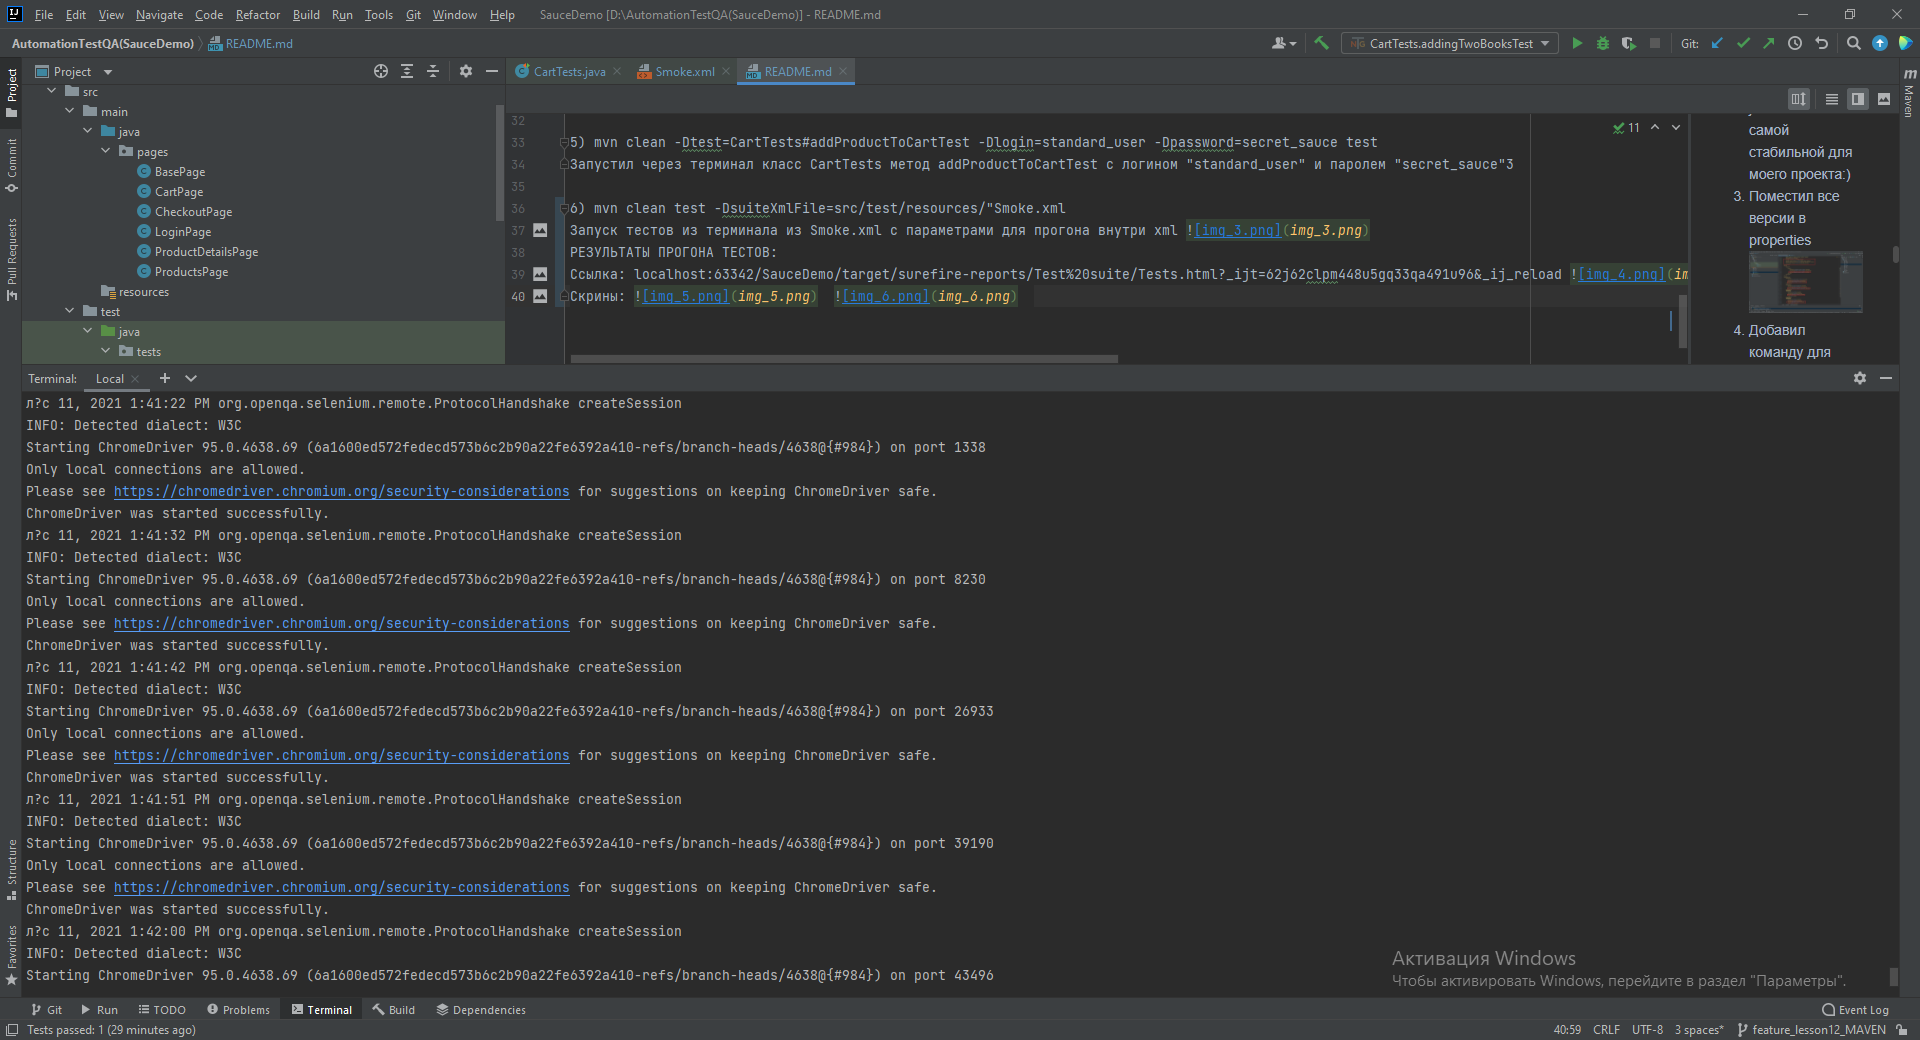 File Edit View Navigate Code Refactor Build Run Tools Git Window Help SauceDemo [D:\AutomationTestQA(SauceDemo)] - README.md
AutomationTestQA(SauceDemo) README.md
CartTests.addingTwoBooksTest Git:
Project
CartTests.java Smoke.xml README.md
src
main
java
pages
BasePage
CartPage
CheckoutPage
LoginPage
ProductDetailsPage
ProductsPage
resources
test
java
tests
Project
Commit
Pull Requests
Structure
Favorites
Maven
11
32
33 5) mvn clean -Dtest=CartTests#addProductToCartTest -Dlogin=standard_user -Dpassword=secret_sauce test
34 Запустил через терминал класс CartTests метод addProductToCartTest с логином "standard_user" и паролем "secret_sauce"3
35
36 6) mvn clean test -DsuiteXmlFile=src/test/resources/"Smoke.xml
37 Запуск тестов из терминала из Smoke.xml с параметрами для прогона внутри xml ![img_3.png](img_3.png)
38 РЕЗУЛЬТАТЫ ПРОГОНА ТЕСТОВ:
39 Ссылка: localhost:63342/SauceDemo/target/surefire-reports/Test%20suite/Tests.html?_ijt=62j62clpm448u5gq33qa491u96&_ij_reload ![img_4.png](im
40 Скрины: ![img_5.png](img_5.png) ![img_6.png](img_6.png)
самой
стабильной для
моего проекта:)
3. Поместил все
версии в
properties
4. Добавил
команду для
Terminal: Local
л?с 11, 2021 1:41:22 PM org.openqa.selenium.remote.ProtocolHandshake createSession
INFO: Detected dialect: W3C
Starting ChromeDriver 95.0.4638.69 (6a1600ed572fedecd573b6c2b90a22fe6392a410-refs/branch-heads/4638@{#984}) on port 1338
Only local connections are allowed.
Please see https://chromedriver.chromium.org/security-considerations for suggestions on keeping ChromeDriver safe.
ChromeDriver was started successfully.
л?с 11, 2021 1:41:32 PM org.openqa.selenium.remote.ProtocolHandshake createSession
INFO: Detected dialect: W3C
Starting ChromeDriver 95.0.4638.69 (6a1600ed572fedecd573b6c2b90a22fe6392a410-refs/branch-heads/4638@{#984}) on port 8230
Only local connections are allowed.
Please see https://chromedriver.chromium.org/security-considerations for suggestions on keeping ChromeDriver safe.
ChromeDriver was started successfully.
л?с 11, 2021 1:41:42 PM org.openqa.selenium.remote.ProtocolHandshake createSession
INFO: Detected dialect: W3C
Starting ChromeDriver 95.0.4638.69 (6a1600ed572fedecd573b6c2b90a22fe6392a410-refs/branch-heads/4638@{#984}) on port 26933
Only local connections are allowed.
Please see https://chromedriver.chromium.org/security-considerations for suggestions on keeping ChromeDriver safe.
ChromeDriver was started successfully.
л?с 11, 2021 1:41:51 PM org.openqa.selenium.remote.ProtocolHandshake createSession
INFO: Detected dialect: W3C
Starting ChromeDriver 95.0.4638.69 (6a1600ed572fedecd573b6c2b90a22fe6392a410-refs/branch-heads/4638@{#984}) on port 39190
Only local connections are allowed.
Please see https://chromedriver.chromium.org/security-considerations for suggestions on keeping ChromeDriver safe.
ChromeDriver was started successfully.
л?с 11, 2021 1:42:00 PM org.openqa.selenium.remote.ProtocolHandshake createSession
INFO: Detected dialect: W3C
Starting ChromeDriver 95.0.4638.69 (6a1600ed572fedecd573b6c2b90a22fe6392a410-refs/branch-heads/4638@{#984}) on port 43496
Активация Windows
Чтобы активировать Windows, перейдите в раздел "Параметры".
Git Run TODO Problems Terminal Build Dependencies Event Log
Tests passed: 1 (29 minutes ago) 40:59 CRLF UTF-8 3 spaces* feature_lesson12_MAVEN